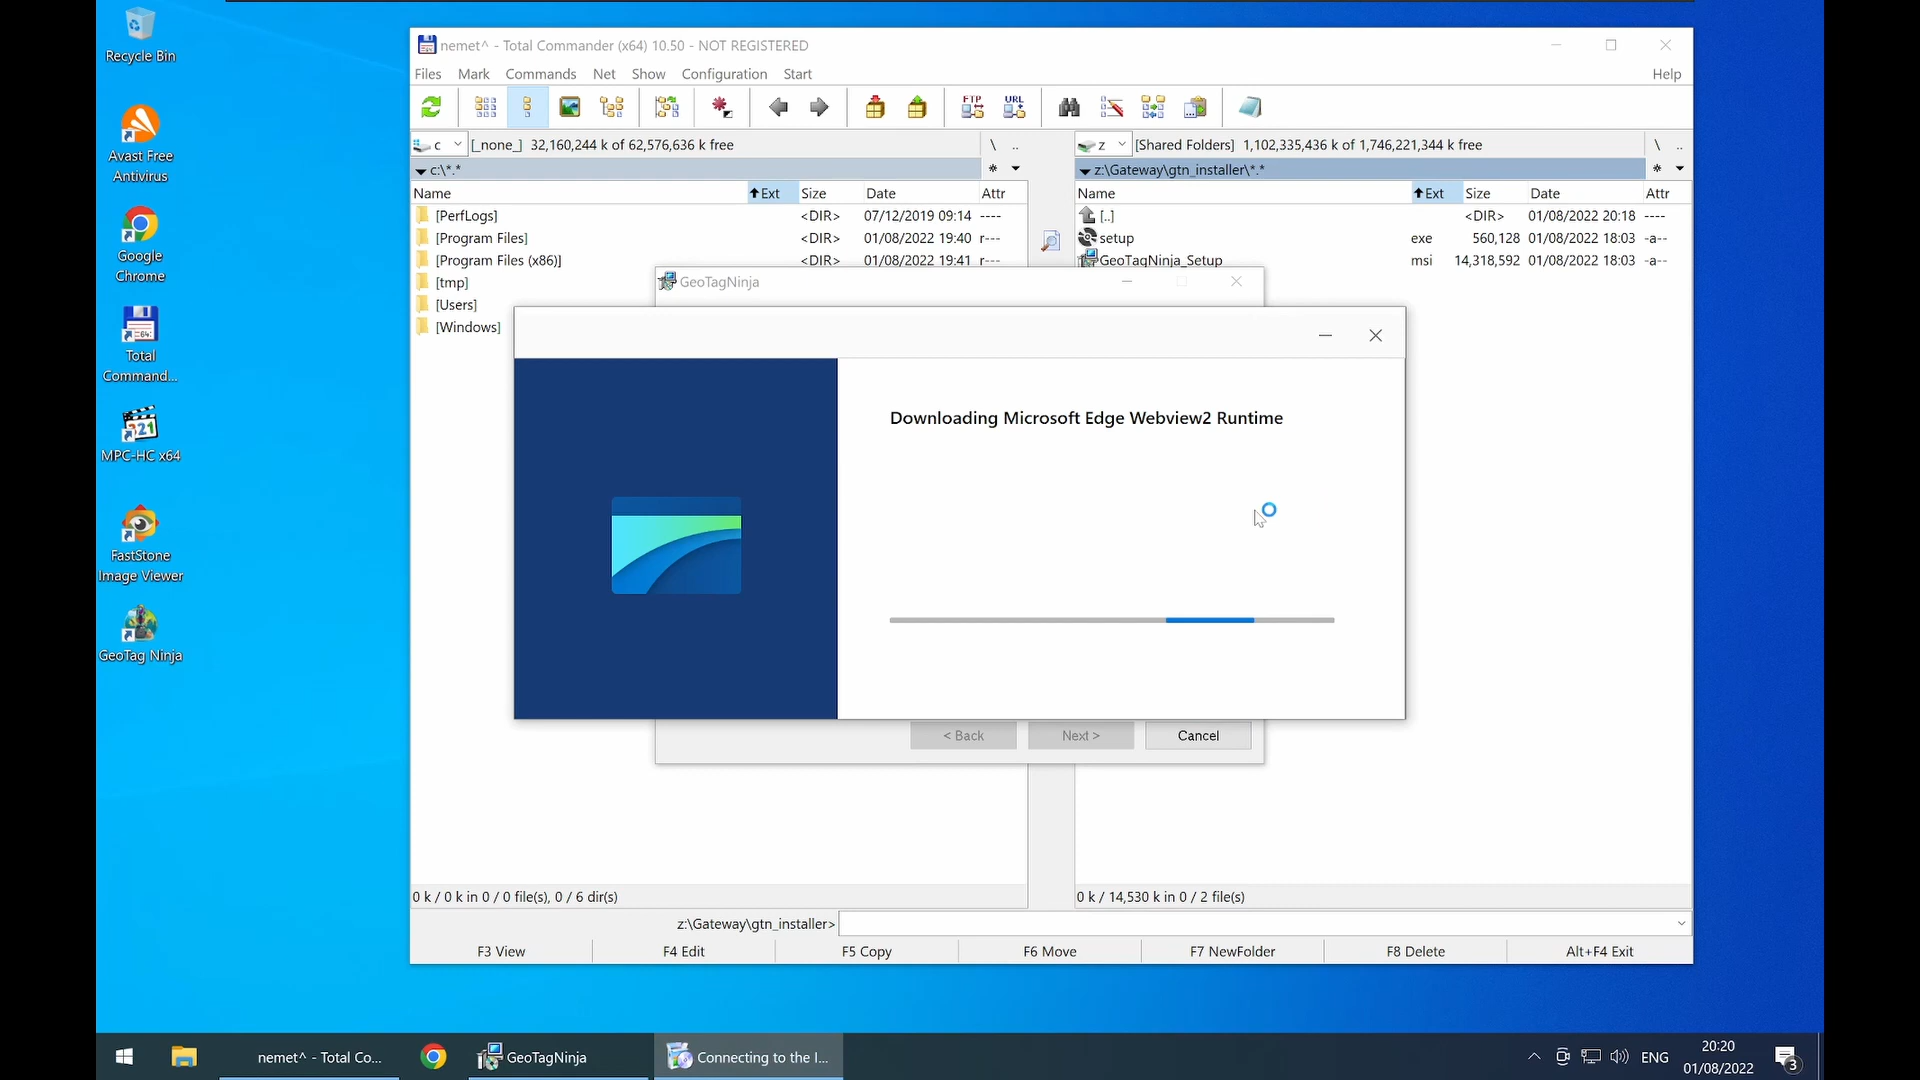 Recycle Bin
Avast Free
Antivirus
Google
Chrome
Total
Command...
MPC-HC x64
FastStone
Image Viewer
GeoTag Ninja
nemet^ - Total Commander (x64) 10.50 - NOT REGISTERED
Files Mark Commands Net Show Configuration Start Help
FTP URL
c [_none_] 32,160,244 k of 62,576,636 k free \ ..
z [Shared Folders] 1,102,335,436 k of 1,746,221,344 k free \ ..
c:\*.* *
z:\Gateway\gtn_installer\*.* *
Name Ext Size Date Attr
[PerfLogs] <DIR> 07/12/2019 09:14 ----
[Program Files] <DIR> 01/08/2022 19:40 r---
[Program Files (x86)] <DIR> 01/08/2022 19:41 r---
[tmp]
[Users]
[Windows]
Name Ext Size Date Attr
[..] <DIR> 01/08/2022 20:18 ----
setup exe 560,128 01/08/2022 18:03 -a--
GeoTagNinja_Setup msi 14,318,592 01/08/2022 18:03 -a--
GeoTagNinja
Downloading Microsoft Edge Webview2 Runtime
< Back Next > Cancel
0 k / 0 k in 0 / 0 file(s), 0 / 6 dir(s)
0 k / 14,530 k in 0 / 2 file(s)
z:\Gateway\gtn_installer>
F3 View F4 Edit F5 Copy F6 Move F7 NewFolder F8 Delete Alt+F4 Exit
nemet^ - Total Co... GeoTagNinja Connecting to the I...
ENG
20:20
01/08/2022
3